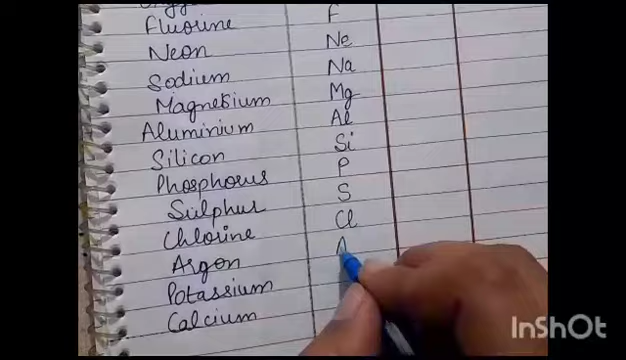 Fluorine F
Neon Ne
Sodium Na
Magnesium Mg
Aluminium Al
Silicon Si
Phosphorus P
Sulphur S
Chlorine Cl
Argon A
Potassium
Calcium
InShOt